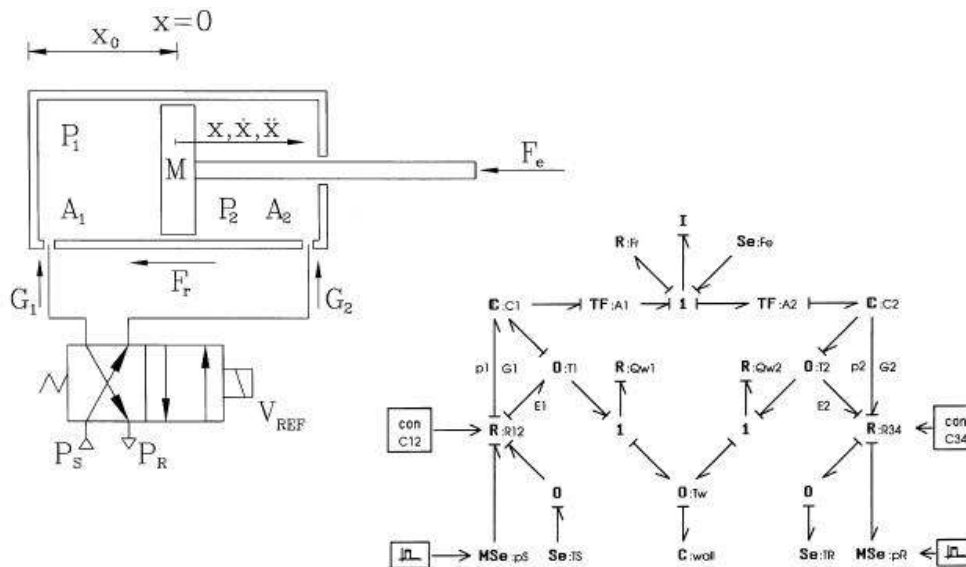 x=0
x₀
P₁
x, ẋ, ẍ
M
Fₑ
A₁
P₂ A₂
Fᵣ
G₁
G₂
V_REF
P_S P_R
I
R:Fr
Se:Fe
C:C1
TF:A1
1
TF:A2
C:C2
p1 G1
0:T1
R:Qw1
R:Qw2
0:T2
p2 G2
E1
E2
con
C12
R:R12
1
1
R:R34
con
C34
0
0:Tw
0
MSe:pS
Se:TS
C:wall
Se:TR
MSe:pR